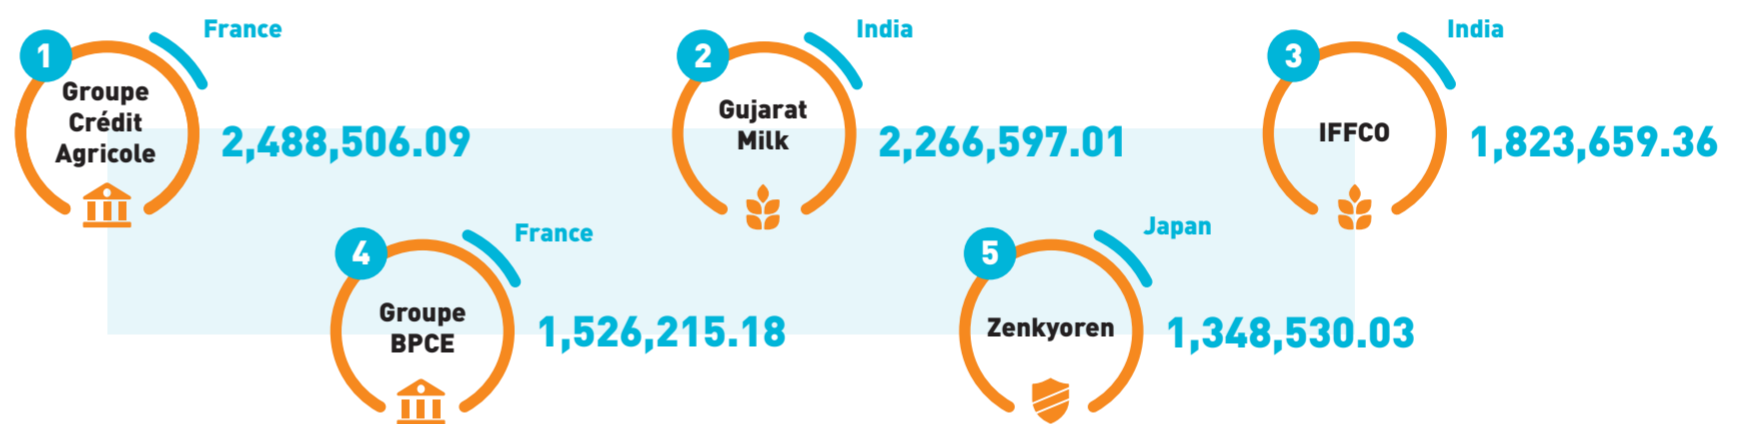 1
France
Groupe
Crédit
Agricole
2,488,506.09
2
India
Gujarat
Milk
2,266,597.01
3
India
IFFCO
1,823,659.36
4
France
Groupe
BPCE
1,526,215.18
5
Japan
Zenkyoren
1,348,530.03